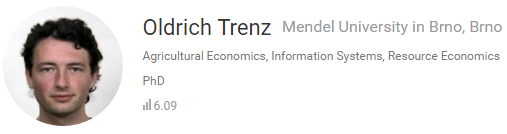 Oldrich Trenz Mendel University in Brno, Brno
Agricultural Economics, Information Systems, Resource Economics
PhD
6.09